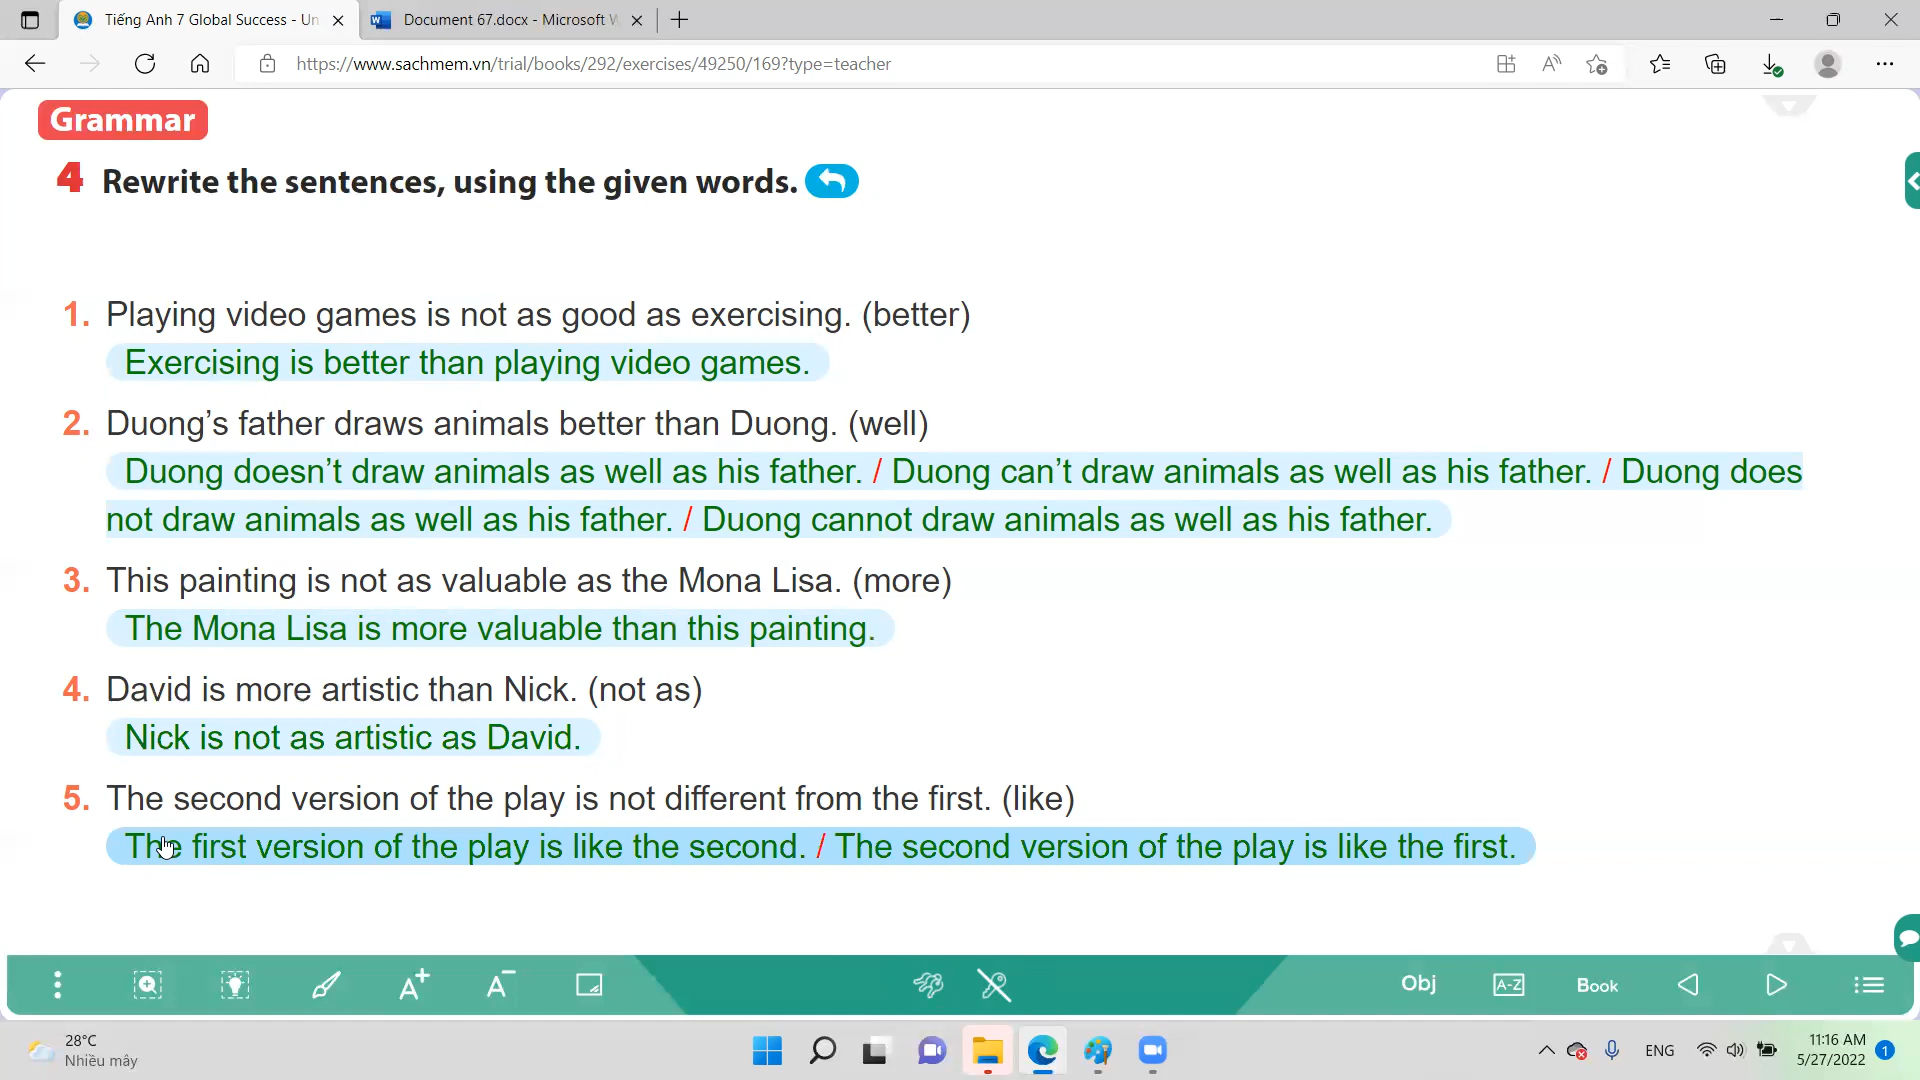 Tiếng Anh 7 Global Success - Un
Document 67.docx - Microsoft W
https://www.sachmem.vn/trial/books/292/exercises/49250/169?type=teacher
Grammar
4 Rewrite the sentences, using the given words.
1. Playing video games is not as good as exercising. (better)
Exercising is better than playing video games.
2. Duong’s father draws animals better than Duong. (well)
Duong doesn’t draw animals as well as his father. / Duong can’t draw animals as well as his father. / Duong does
not draw animals as well as his father. / Duong cannot draw animals as well as his father.
3. This painting is not as valuable as the Mona Lisa. (more)
The Mona Lisa is more valuable than this painting.
4. David is more artistic than Nick. (not as)
Nick is not as artistic as David.
5. The second version of the play is not different from the first. (like)
The first version of the play is like the second. / The second version of the play is like the first.
A+ A- Obj A-Z Book
28°C
Nhiều mây
ENG
11:16 AM
5/27/2022
1